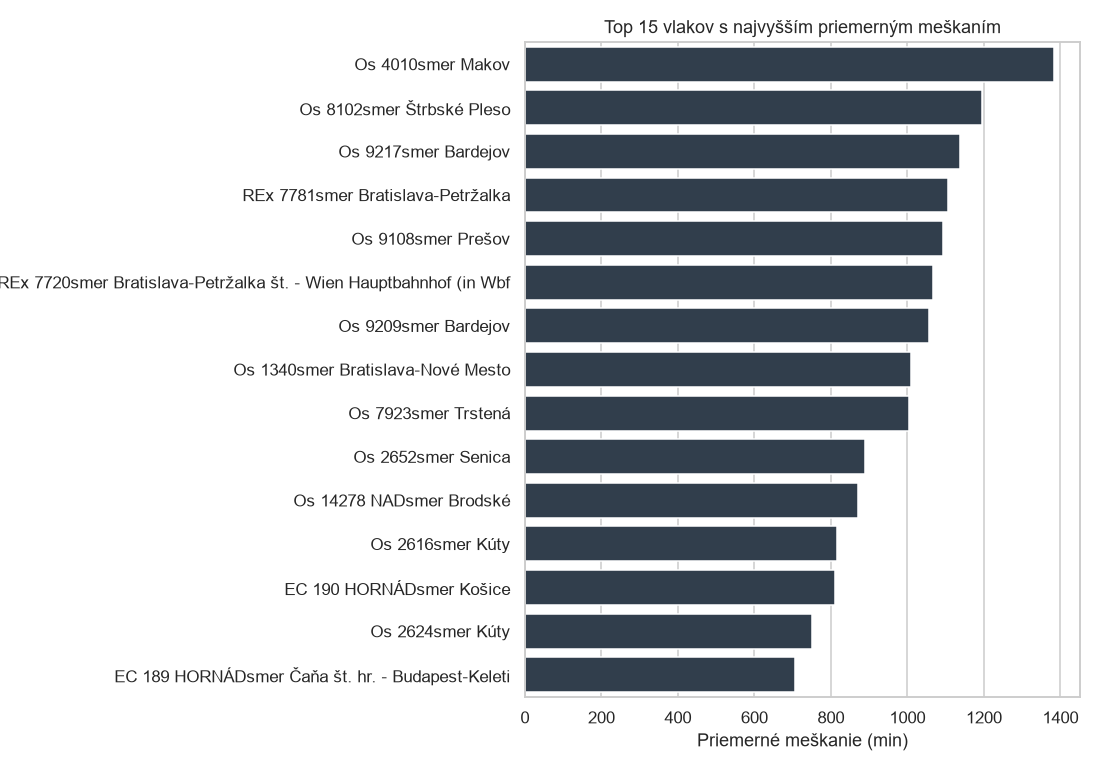 Top 15 vlakov s najvyšším priemerným meškaním
Os 4010smer Makov
Os 8102smer Štrbské Pleso
Os 9217smer Bardejov
REx 7781smer Bratislava-Petržalka
Os 9108smer Prešov
REx 7720smer Bratislava-Petržalka št. - Wien Hauptbahnhof (in Wbf
Os 9209smer Bardejov
Os 1340smer Bratislava-Nové Mesto
Os 7923smer Trstená
Os 2652smer Senica
Os 14278 NADsmer Brodské
Os 2616smer Kúty
EC 190 HORNÁDsmer Košice
Os 2624smer Kúty
EC 189 HORNÁDsmer Čaňa št. hr. - Budapest-Keleti
0 200 400 600 800 1000 1200 1400
Priemerné meškanie (min)